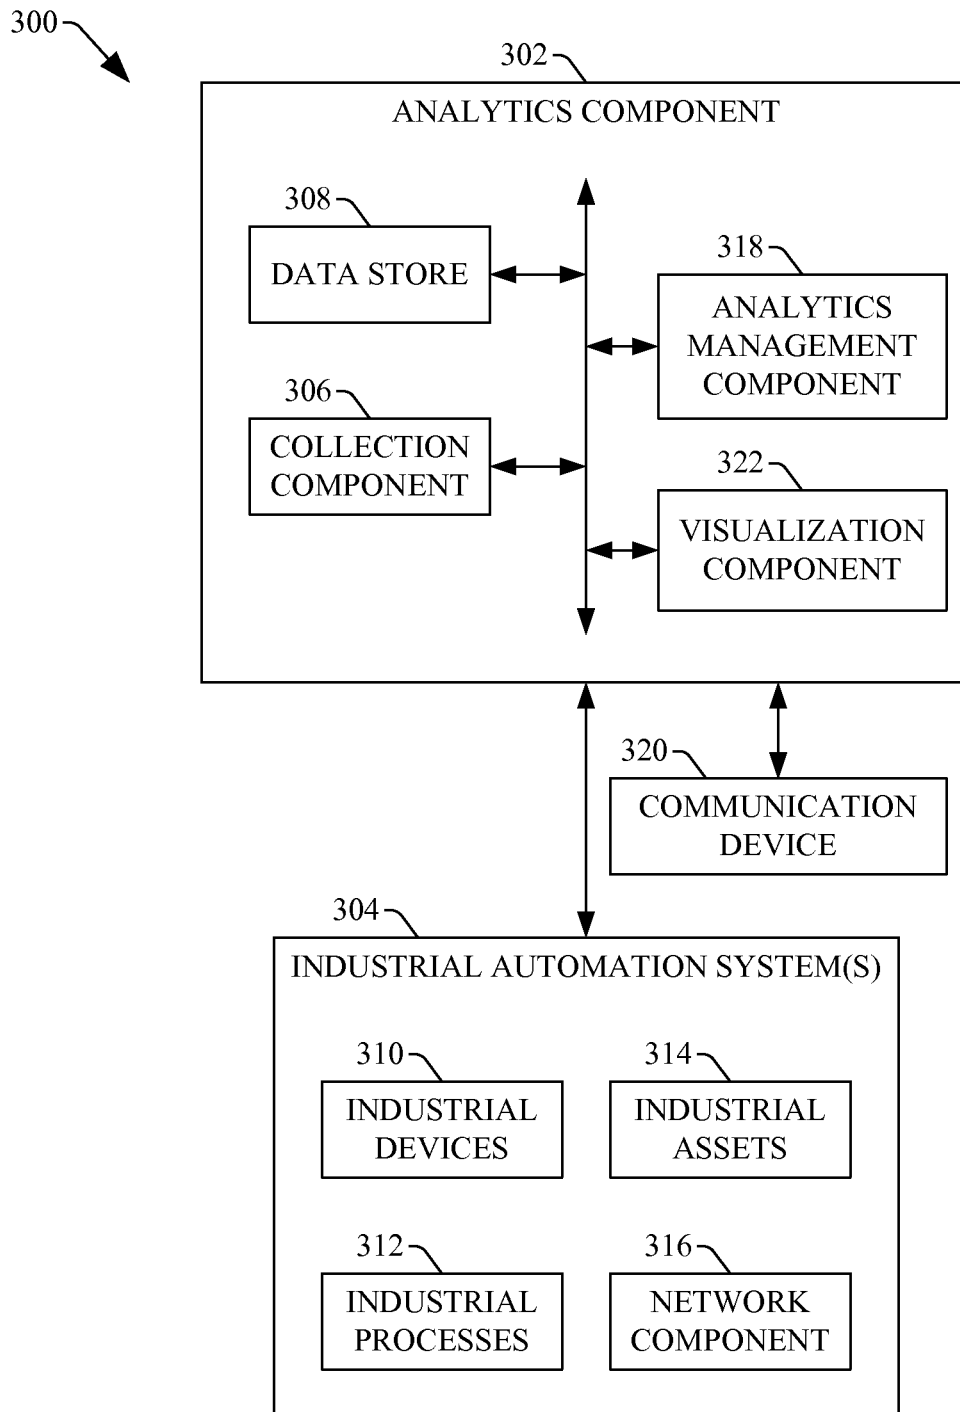 300
302
ANALYTICS COMPONENT
308
DATA STORE
318
ANALYTICS
MANAGEMENT
COMPONENT
306
COLLECTION
COMPONENT
322
VISUALIZATION
COMPONENT
320
COMMUNICATION
DEVICE
304
INDUSTRIAL AUTOMATION SYSTEM(S)
310
INDUSTRIAL
DEVICES
314
INDUSTRIAL
ASSETS
312
INDUSTRIAL
PROCESSES
316
NETWORK
COMPONENT